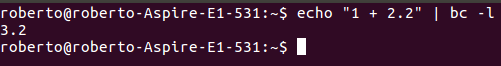 roberto@roberto-Aspire-E1-531:~$ echo "1 + 2.2" | bc -l
3.2
roberto@roberto-Aspire-E1-531:~$